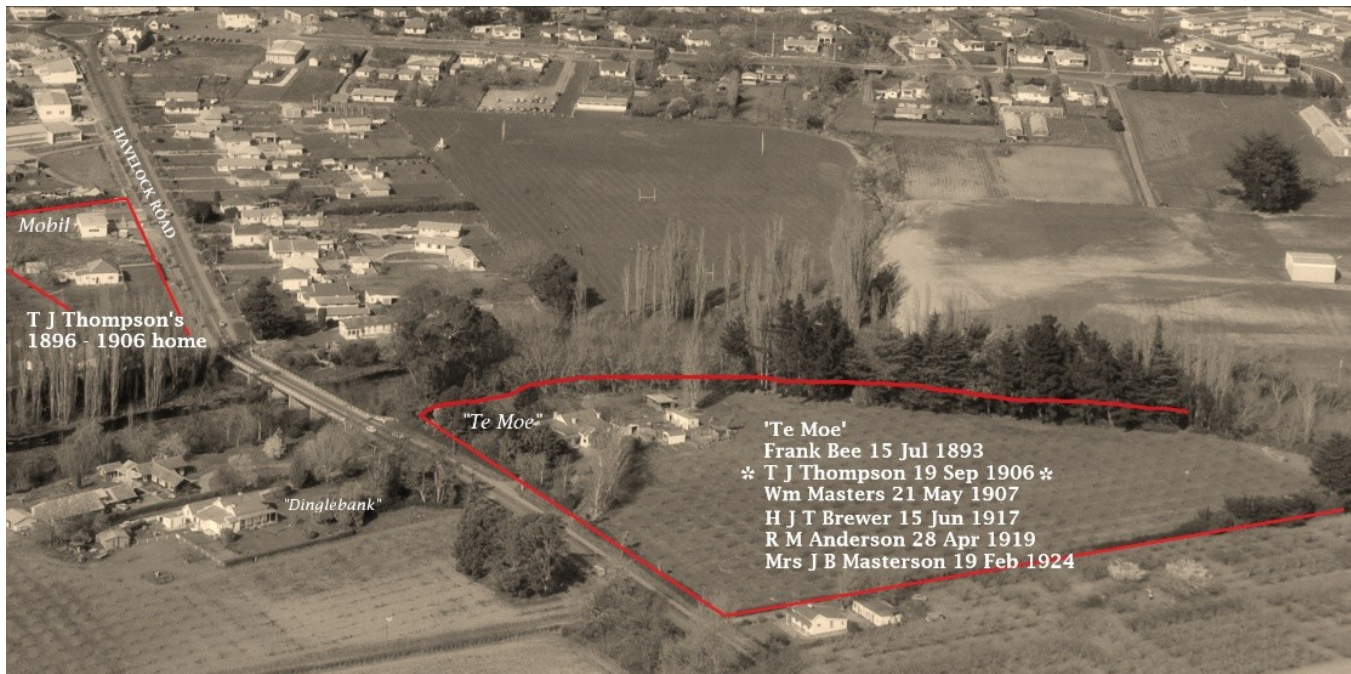 HAVELOCK ROAD
Mobil
T J Thompson's
1896 - 1906 home
"Te Moe"
"Dinglebank"
'Te Moe'
Frank Bee 15 Jul 1893
* T J Thompson 19 Sep 1906 *
Wm Masters 21 May 1907
H J T Brewer 15 Jun 1917
R M Anderson 28 Apr 1919
Mrs J B Masterson 19 Feb 1924